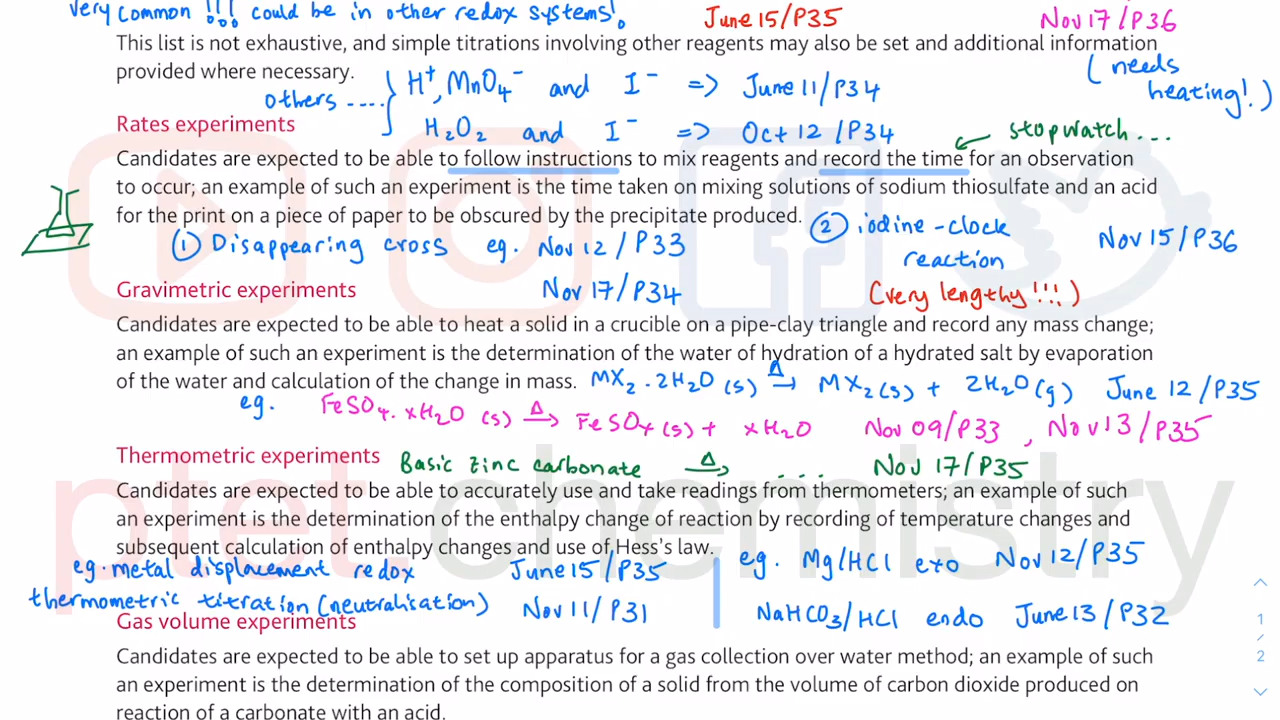 very common !!! could be in other redox systems! June 15/P35 Nov 17/P36
This list is not exhaustive, and simple titrations involving other reagents may also be set and additional information
provided where necessary. (needs heating!.)
others ---- { H⁺, MnO₄⁻ and I⁻ => June 11/P34
H₂O₂ and I⁻ => Oct 12 /P34
Rates experiments
stopwatch...
Candidates are expected to be able to follow instructions to mix reagents and record the time for an observation
to occur; an example of such an experiment is the time taken on mixing solutions of sodium thiosulfate and an acid
for the print on a piece of paper to be obscured by the precipitate produced.
① Disappearing cross eg. Nov 12/P33
② iodine-clock reaction Nov 15/P36
Gravimetric experiments
Nov 17/P34 (very lengthy!!!)
Candidates are expected to be able to heat a solid in a crucible on a pipe-clay triangle and record any mass change;
an example of such an experiment is the determination of the water of hydration of a hydrated salt by evaporation
of the water and calculation of the change in mass. MX₂.2H₂O (s) Δ→ MX₂(s) + 2H₂O(g) June 12/P35
eg. FeSO₄.xH₂O (s) Δ→ FeSO₄(s) + xH₂O Nov 09/P33 , Nov 13/P35
Thermometric experiments
Basic zinc carbonate Δ→ .... Nov 17/P35
Candidates are expected to be able to accurately use and take readings from thermometers; an example of such
an experiment is the determination of the enthalpy change of reaction by recording of temperature changes and
subsequent calculation of enthalpy changes and use of Hess's law.
eg. metal displacement redox June 15/P35 eg. Mg/HCl exo Nov 12/P35
thermometric titration (neutralisation) Nov 11/P31 NaHCO₃/HCl endo June 13/P32
Gas volume experiments
Candidates are expected to be able to set up apparatus for a gas collection over water method; an example of such
an experiment is the determination of the composition of a solid from the volume of carbon dioxide produced on
reaction of a carbonate with an acid.
ptet chemistry
1
/
2